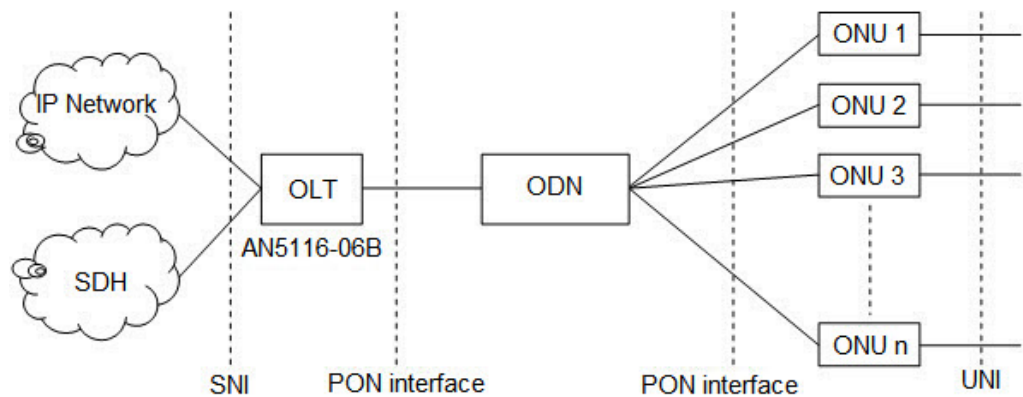 IP Network
SDH
OLT
AN5116-06B
ODN
ONU 1
ONU 2
ONU 3
ONU n
SNI
PON interface
PON interface
UNI